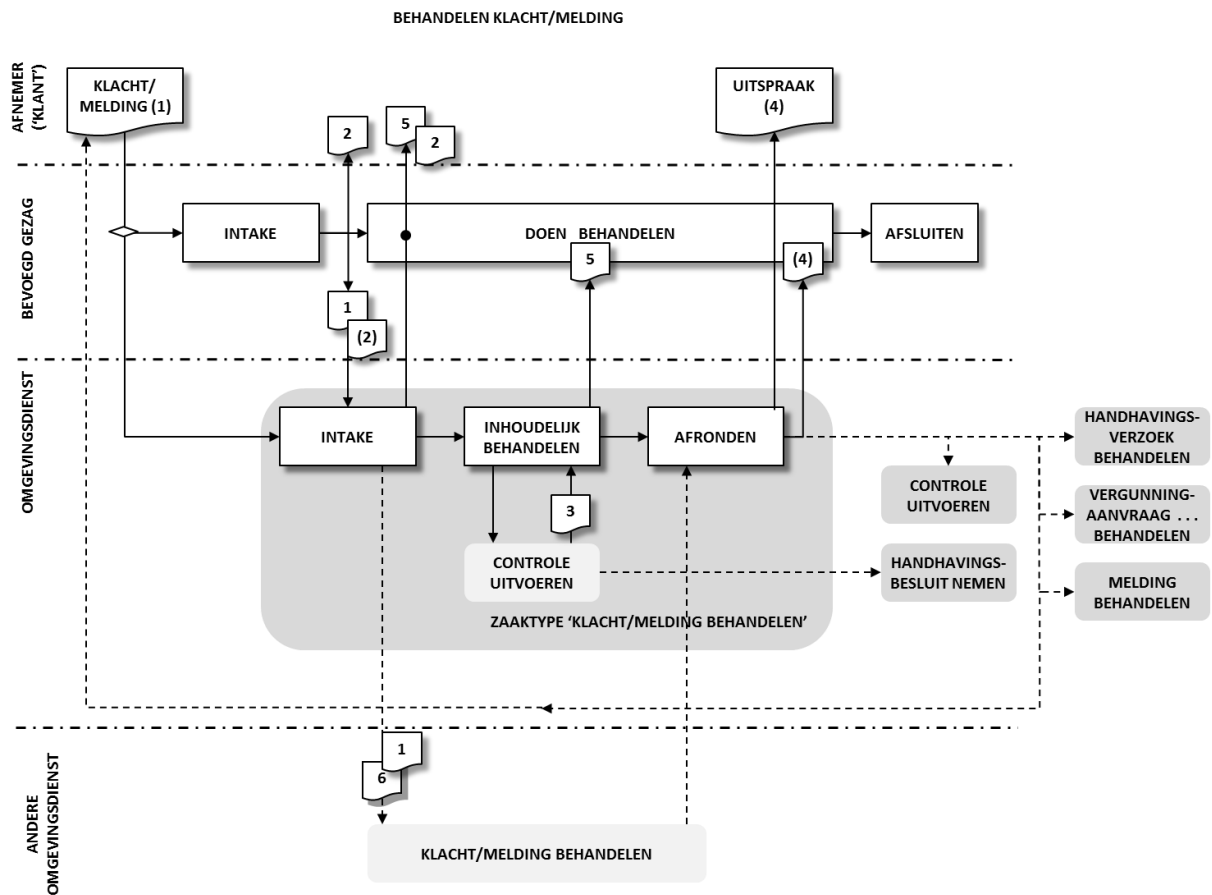 BEHANDELEN KLACHT/MELDING
AFNEMER
('KLANT')
KLACHT/
MELDING (1)
2
5
2
UITSPRAAK
(4)
BEVOEGD GEZAG
INTAKE
DOEN BEHANDELEN
AFSLUITEN
5
(4)
1
(2)
OMGEVINGSDIENST
INTAKE
INHOUDELIJK
BEHANDELEN
AFRONDEN
HANDHAVINGS-
VERZOEK
BEHANDELEN
CONTROLE
UITVOEREN
VERGUNNING-
AANVRAAG ...
BEHANDELEN
3
CONTROLE
UITVOEREN
HANDHAVINGS-
BESLUIT NEMEN
MELDING
BEHANDELEN
ZAAKTYPE 'KLACHT/MELDING BEHANDELEN'
ANDERE
OMGEVINGSDIENST
1
6
KLACHT/MELDING BEHANDELEN